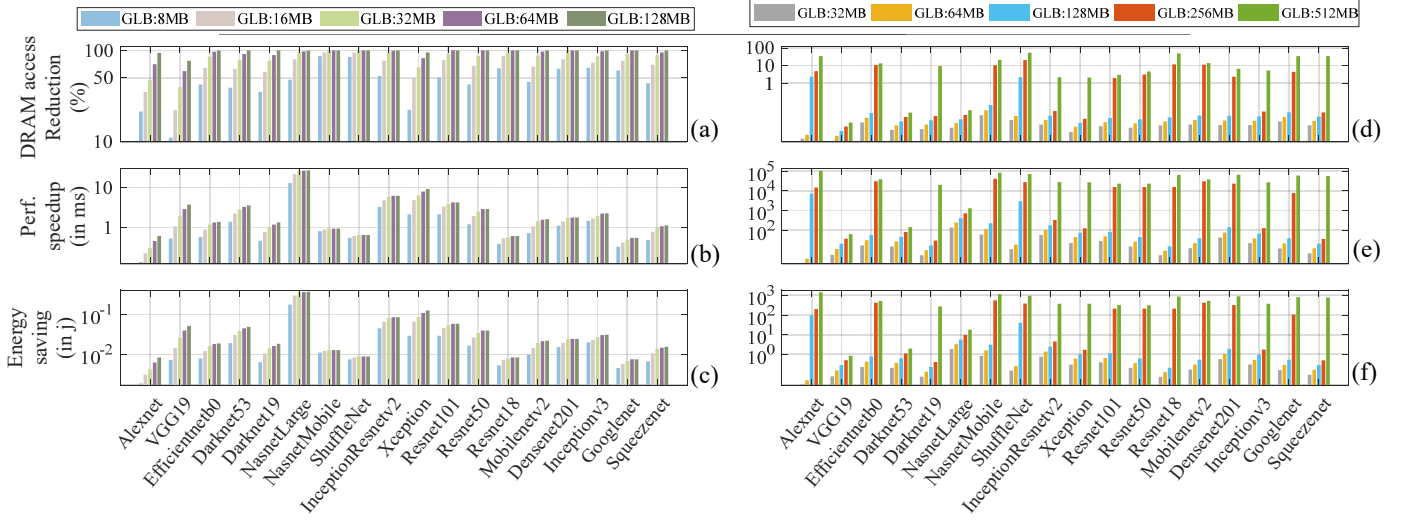 GLB:8MB GLB:16MB GLB:32MB GLB:64MB GLB:128MB
GLB:32MB GLB:64MB GLB:128MB GLB:256MB GLB:512MB
DRAM access
Reduction
(%)
100
50
10
(a)
100
10
1
(d)
Perf.
speedup
(in ms)
10
1
(b)
10^5
10^4
10^3
10^2
(e)
Energy
saving
(in j)
10^-1
10^-2
(c)
10^3
10^2
10^1
10^0
(f)
Alexnet
VGG19
Efficientnetb0
Darknet53
Darknet19
NasnetLarge
NasnetMobile
ShuffleNet
InceptionResnetv2
Xception
Resnet101
Resnet50
Resnet18
Mobilenetv2
Densenet201
Inceptionv3
Googlenet
Squeezenet
Alexnet
VGG19
Efficientnetb0
Darknet53
Darknet19
NasnetLarge
NasnetMobile
ShuffleNet
InceptionResnetv2
Xception
Resnet101
Resnet50
Resnet18
Mobilenetv2
Densenet201
Inceptionv3
Googlenet
Squeezenet